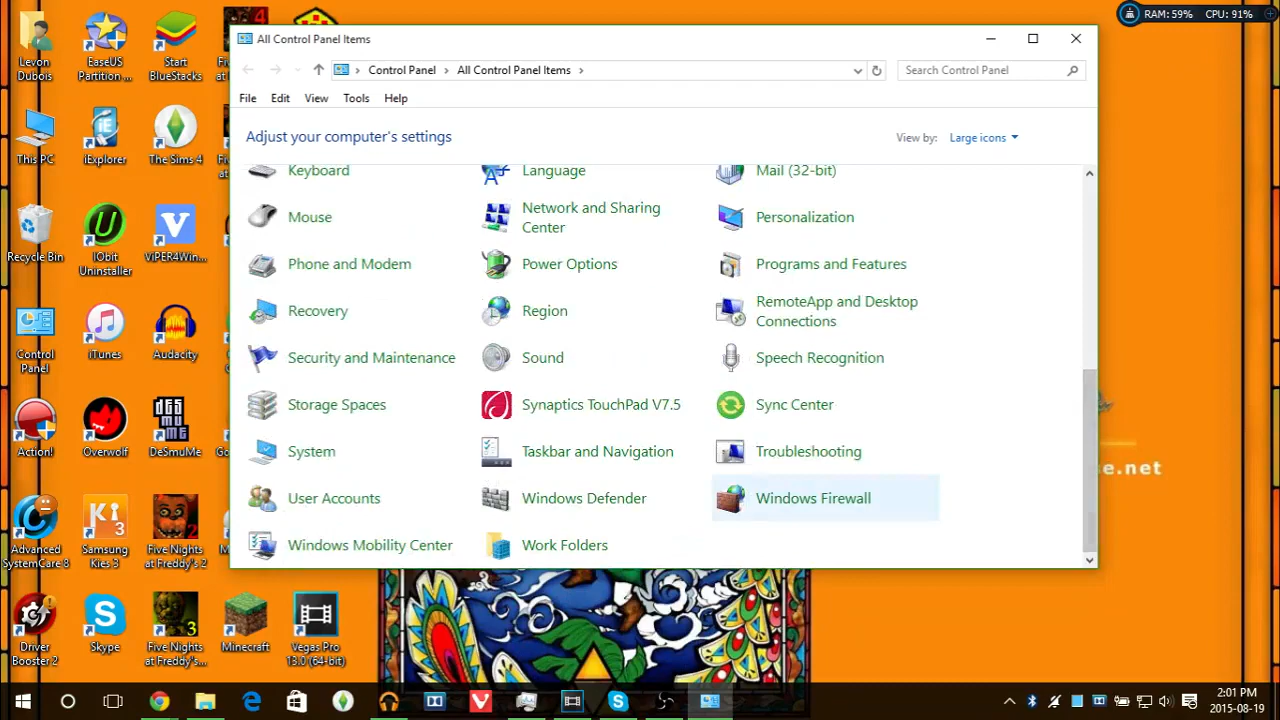 RAM: 59% CPU: 91%
All Control Panel Items
Control Panel > All Control Panel Items >
Search Control Panel
File Edit View Tools Help
Adjust your computer's settings
View by: Large icons
Keyboard
Language
Mail (32-bit)
Mouse
Network and Sharing
Center
Personalization
Phone and Modem
Power Options
Programs and Features
Recovery
Region
RemoteApp and Desktop
Connections
Security and Maintenance
Sound
Speech Recognition
Storage Spaces
Synaptics TouchPad V7.5
Sync Center
System
Taskbar and Navigation
Troubleshooting
User Accounts
Windows Defender
Windows Firewall
Windows Mobility Center
Work Folders
Levon
Dubois
EaseUS
Partition ...
Start
BlueStacks
This PC
iExplorer
The Sims 4
Recycle Bin
IObit
Uninstaller
ViPER4Win...
Control
Panel
iTunes
Audacity
Action!
Overwolf
DeSmuMe
Advanced
SystemCare 8
Samsung
Kies 3
Five Nights
at Freddy's 2
Driver
Booster 2
Skype
Five Nights
at Freddy's...
Minecraft
Vegas Pro
13.0 (64-bit)
2:01 PM
2015-08-19